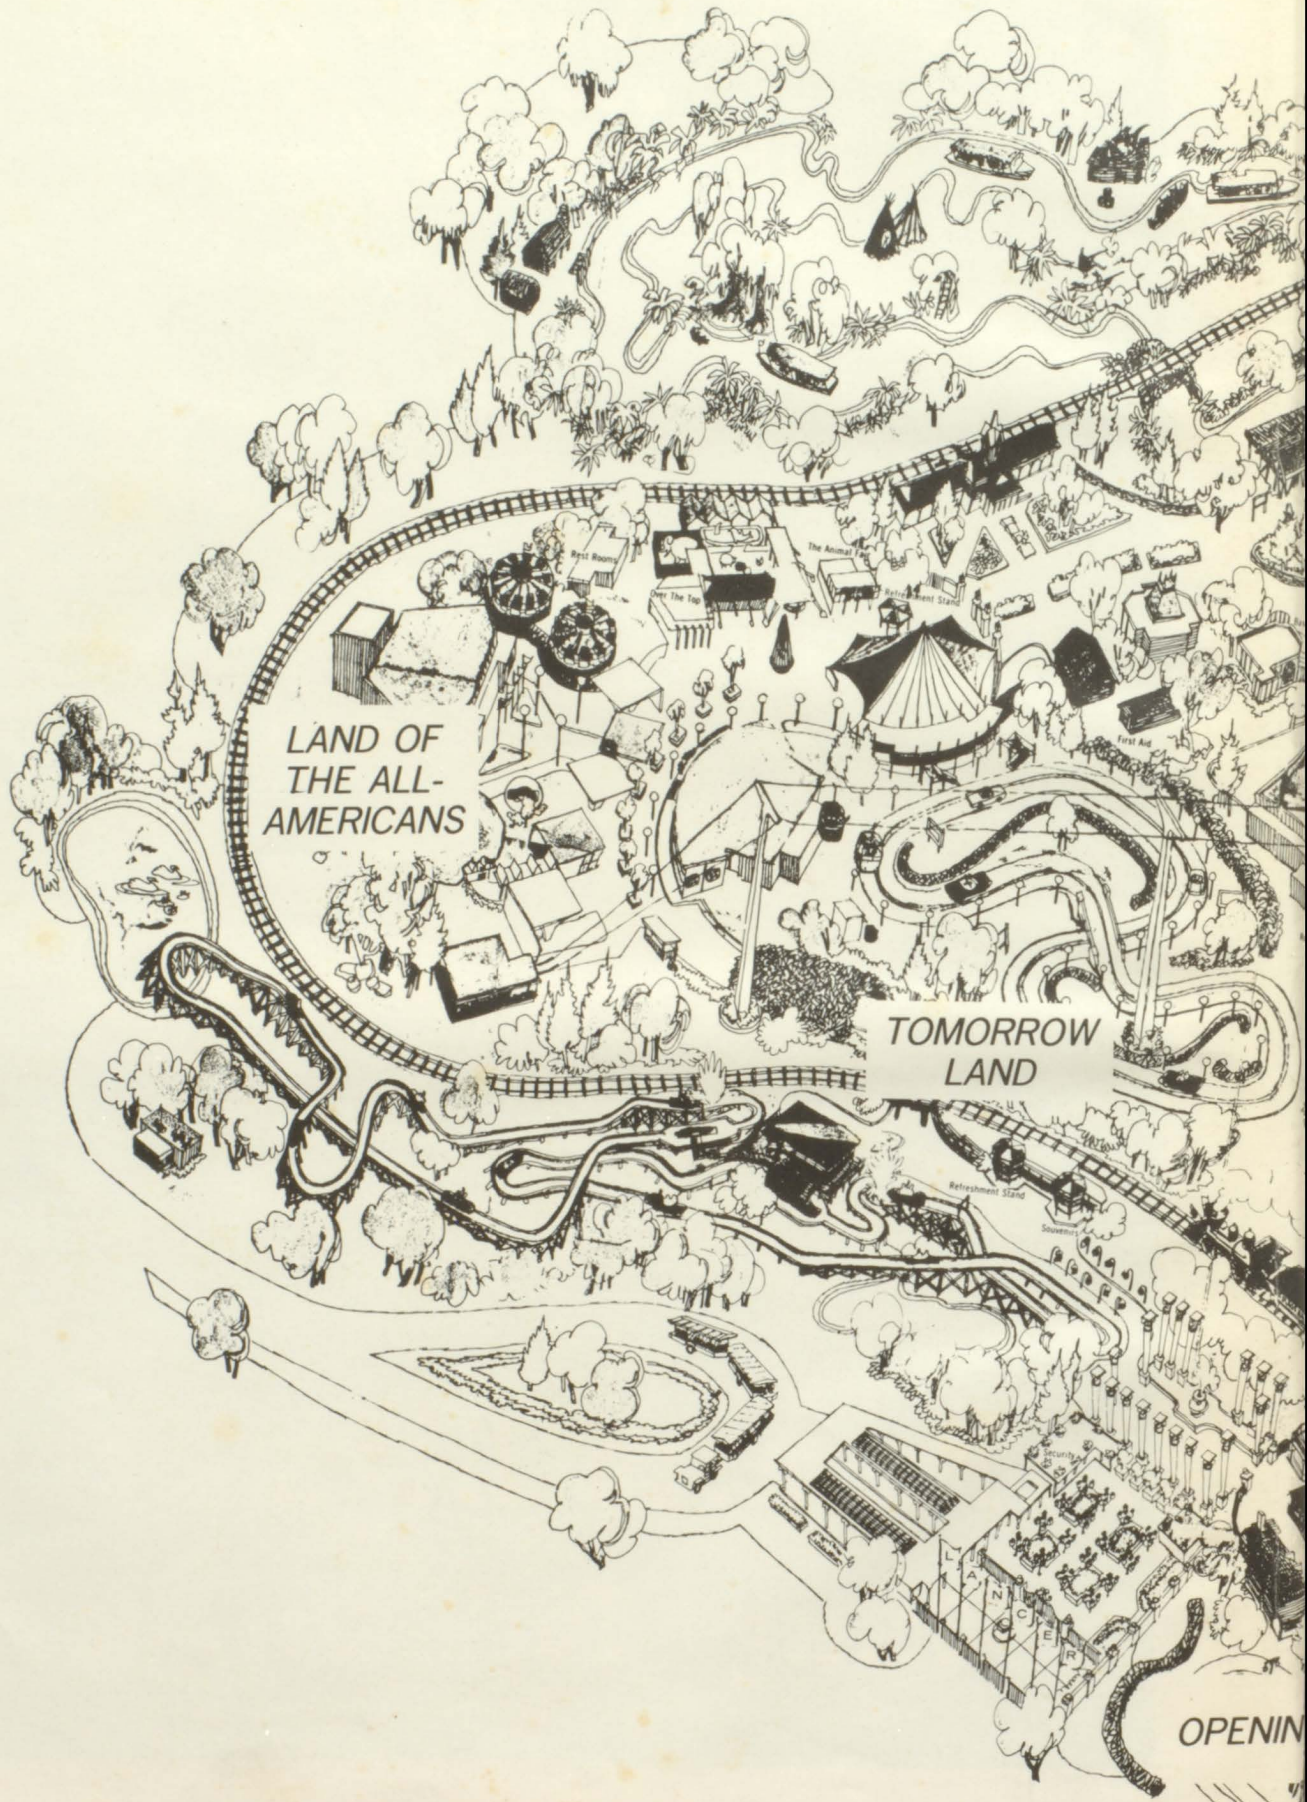 Rest Rooms
The Animal
Over The Top
Refreshment Stand
First Aid
LAND OF
THE ALL-
AMERICANS
TOMORROW
LAND
Refreshment Stand
Souvenirs
Security
LANCER
OPENIN